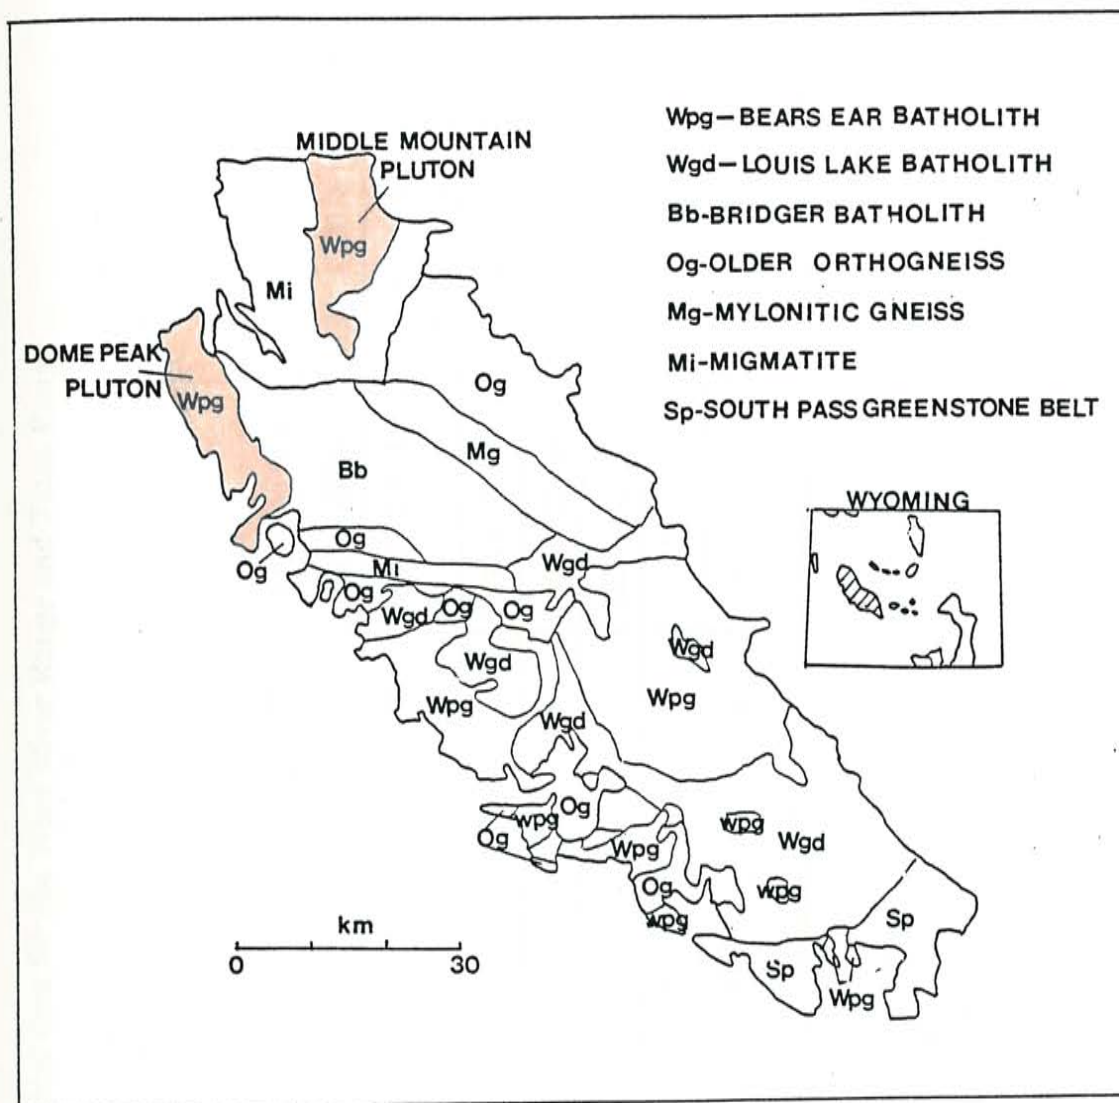 MIDDLE MOUNTAIN
PLUTON
Wpg
Mi
DOME PEAK
PLUTON
Wpg
Og
Mg
Bb
Og
Og
Mi
Wgd
Og
Wgd
Og
Og
Wgd
Wgd
Wpg
Wpg
Wgd
Og
wpg
Og
Wpg
wpg
Wgd
Og
wpg
wpg
Sp
Sp
Wpg
km
0 30
Wpg—BEARS EAR BATHOLITH
Wgd—LOUIS LAKE BATHOLITH
Bb-BRIDGER BATHOLITH
Og-OLDER ORTHOGNEISS
Mg-MYLONITIC GNEISS
Mi-MIGMATITE
Sp-SOUTH PASS GREENSTONE BELT
WYOMING